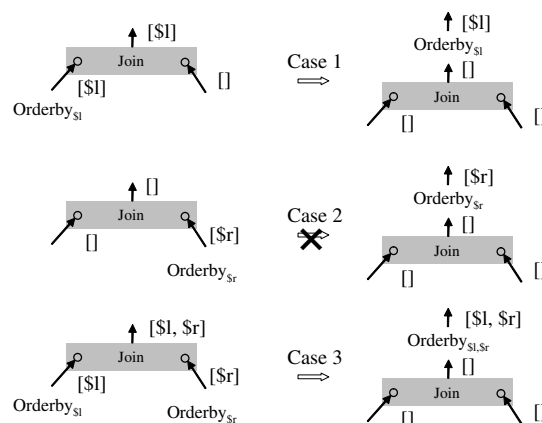 [$l]
[$l]
Orderby$l
Join
Case 1
[]
Join
[$l]
Orderby$l
[]
[]
[]
[]
[$r]
Join
Case 2
Orderby$r
[]
[]
[$r]
Join
Orderby$r
[]
[]
[$l, $r]
[$l, $r]
Orderby$l,$r
Join
Case 3
[]
[$l]
[$r]
Join
Orderby$l
Orderby$r
[]
[]